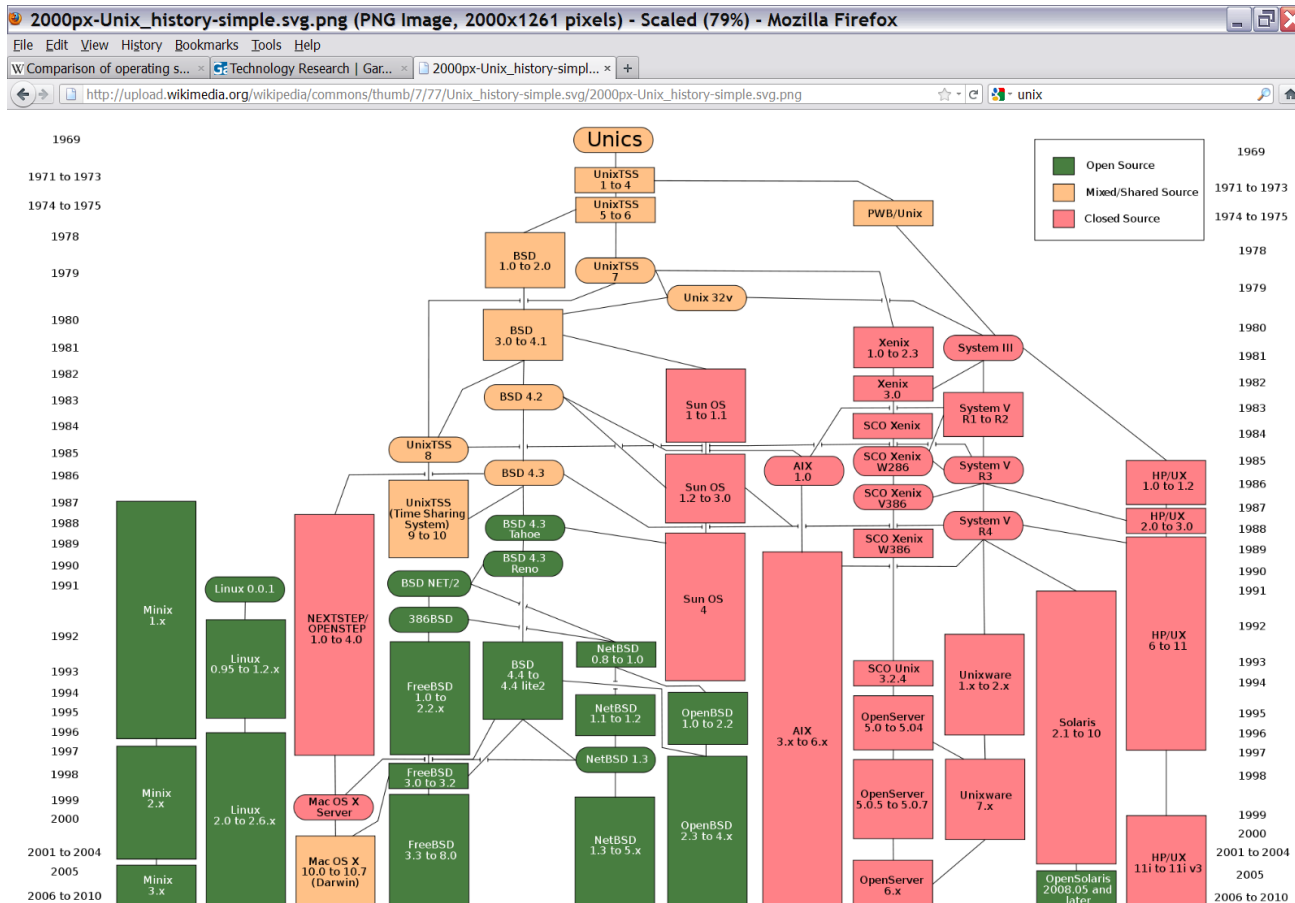 2000px-Unix_history-simple.svg.png (PNG Image, 2000x1261 pixels) - Scaled (79%) - Mozilla Firefox
File Edit View History Bookmarks Tools Help
W Comparison of operating s... × Technology Research | Gar... × 2000px-Unix_history-simpl... × +
http://upload.wikimedia.org/wikipedia/commons/thumb/7/77/Unix_history-simple.svg/2000px-Unix_history-simple.svg.png
unix
1969
1971 to 1973
1974 to 1975
1978
1979
1980
1981
1982
1983
1984
1985
1986
1987
1988
1989
1990
1991
1992
1993
1994
1995
1996
1997
1998
1999
2000
2001 to 2004
2005
2006 to 2010
Unics
UnixTSS
1 to 4
UnixTSS
5 to 6
PWB/Unix
Open Source
Mixed/Shared Source
Closed Source
BSD
1.0 to 2.0
UnixTSS
7
Unix 32v
BSD
3.0 to 4.1
Xenix
1.0 to 2.3
System III
Sun OS
1 to 1.1
Xenix
3.0
BSD 4.2
System V
R1 to R2
SCO Xenix
UnixTSS
8
BSD 4.3
Sun OS
1.2 to 3.0
AIX
1.0
SCO Xenix
W286
System V
R3
HP/UX
1.0 to 1.2
UnixTSS
(Time Sharing
System)
9 to 10
SCO Xenix
V386
BSD 4.3
Tahoe
System V
R4
HP/UX
2.0 to 3.0
SCO Xenix
W386
BSD 4.3
Reno
BSD NET/2
Linux 0.0.1
Minix
1.x
NEXTSTEP/
OPENSTEP
1.0 to 4.0
386BSD
Sun OS
4
Linux
0.95 to 1.2.x
FreeBSD
1.0 to
2.2.x
BSD
4.4 to
4.4 lite2
NetBSD
0.8 to 1.0
HP/UX
6 to 11
SCO Unix
3.2.4
Unixware
1.x to 2.x
NetBSD
1.1 to 1.2
OpenBSD
1.0 to 2.2
AIX
3.x to 6.x
OpenServer
5.0 to 5.04
Solaris
2.1 to 10
NetBSD 1.3
FreeBSD
3.0 to 3.2
Minix
2.x
Linux
2.0 to 2.6.x
Mac OS X
Server
OpenServer
5.0.5 to 5.0.7
Unixware
7.x
FreeBSD
3.3 to 8.0
NetBSD
1.3 to 5.x
OpenBSD
2.3 to 4.x
Mac OS X
10.0 to 10.7
(Darwin)
Minix
3.x
OpenServer
6.x
OpenSolaris
2008.05 and
later
HP/UX
11i to 11i v3
1969
1971 to 1973
1974 to 1975
1978
1979
1980
1981
1982
1983
1984
1985
1986
1987
1988
1989
1990
1991
1992
1993
1994
1995
1996
1997
1998
1999
2000
2001 to 2004
2005
2006 to 2010